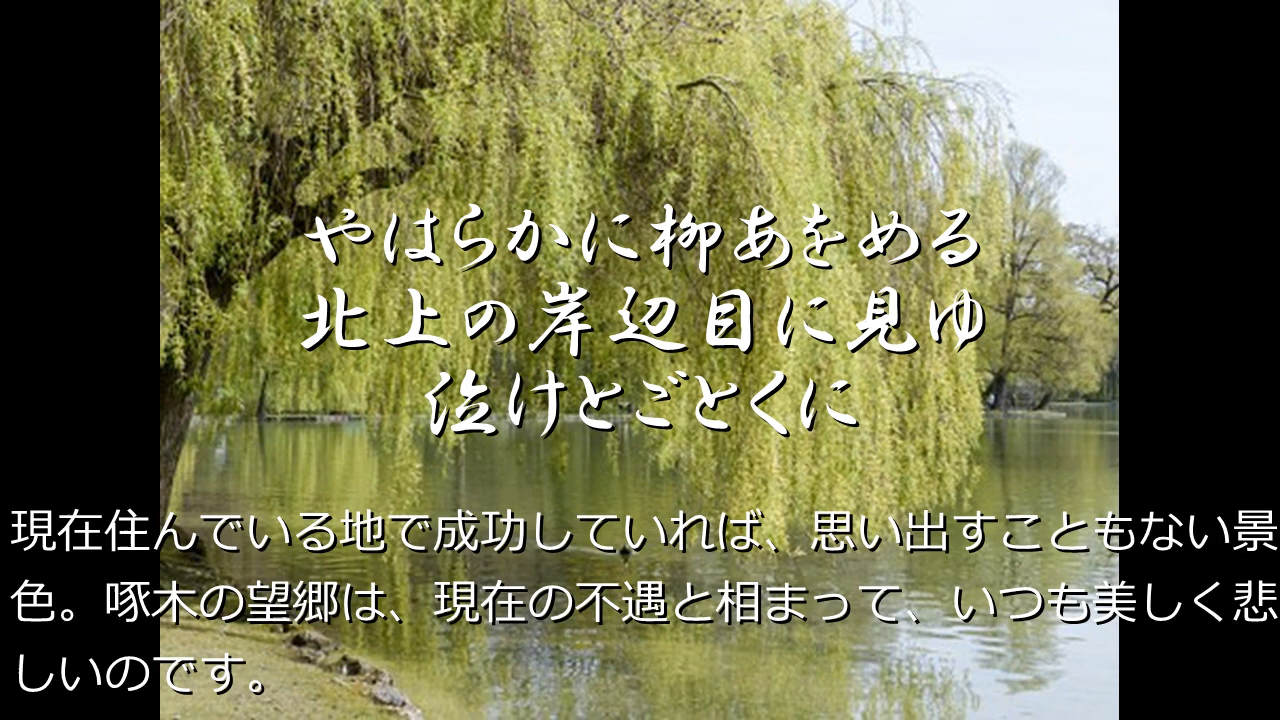 やはらかに柳あをめる
北上の岸辺目に見ゆ
泣けとごとくに
現在住んでいる地で成功していれば、思い出すこともない景
色。啄木の望郷は、現在の不遇と相まって、いつも美しく悲
しいのです。